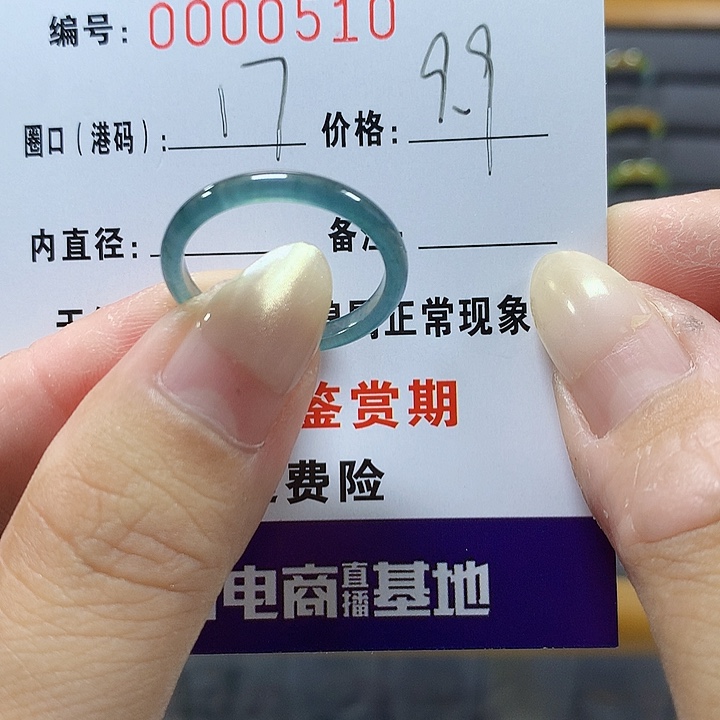 编号：0000510
圈口（港码）：17 价格：99
内直径： 备注
正常现象
鉴赏期
费险
电商直播基地